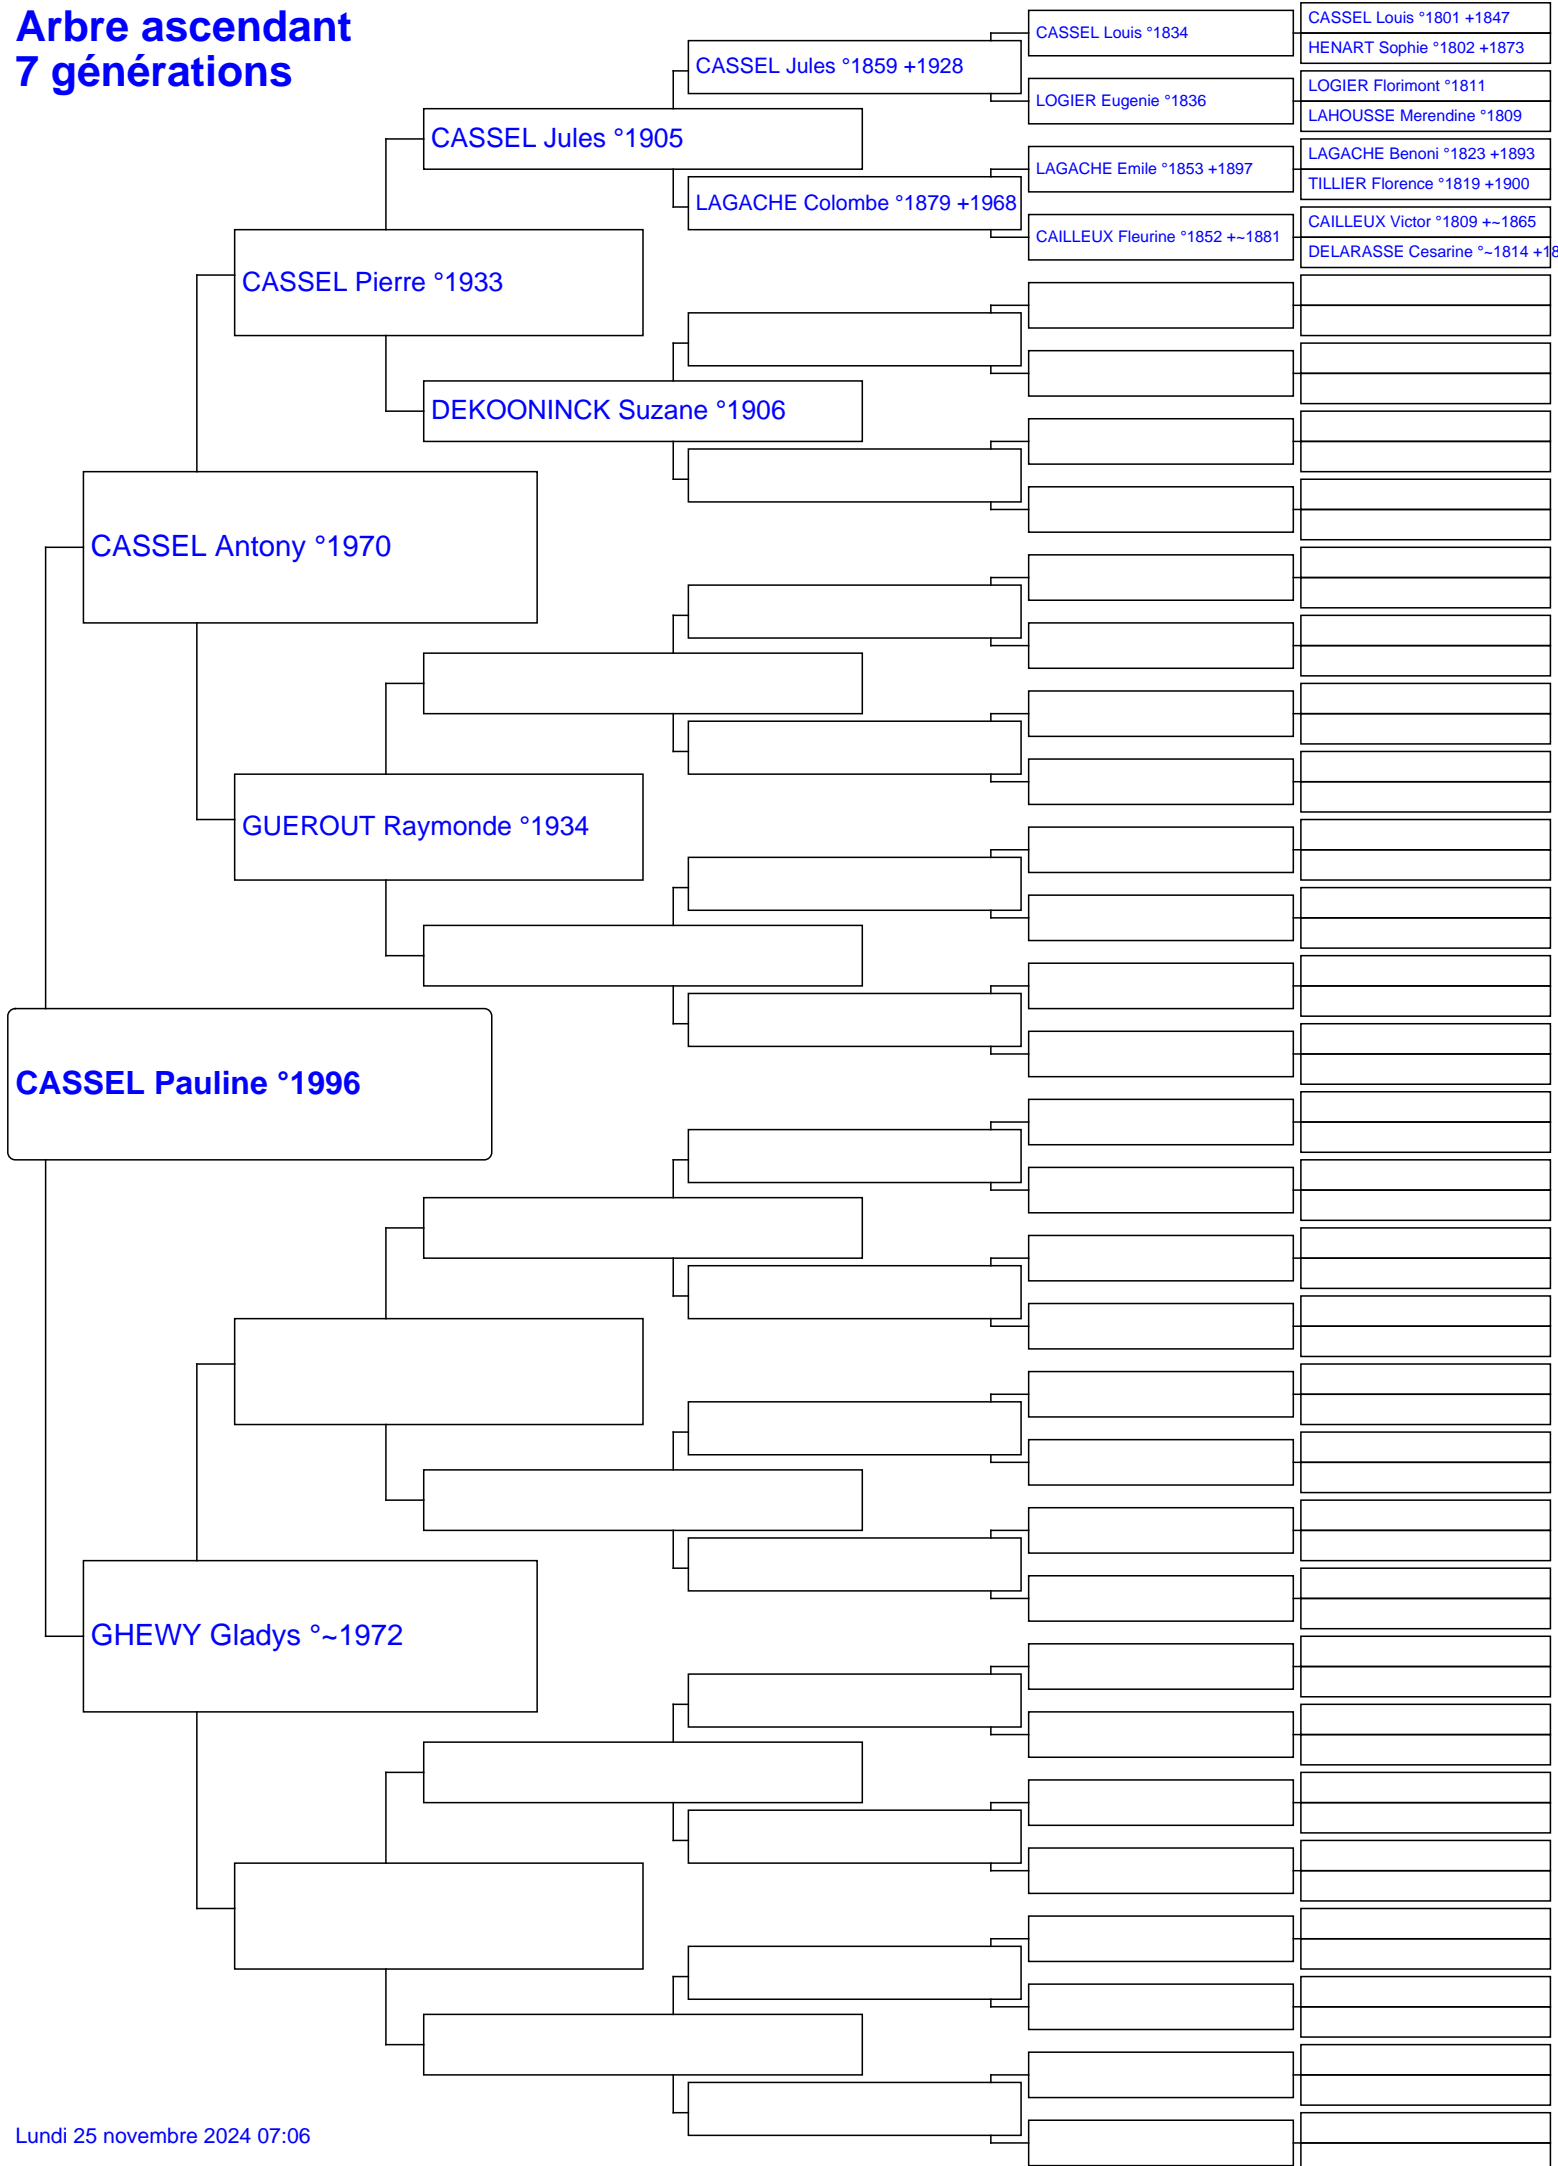 Arbre ascendant
7 générations
CASSEL Louis °1801 +1847
CASSEL Louis °1834
HENART Sophie °1802 +1873
CASSEL Jules °1859 +1928
LOGIER Florimont °1811
LOGIER Eugenie °1836
LAHOUSSE Merendine °1809
CASSEL Jules °1905
LAGACHE Benoni °1823 +1893
LAGACHE Emile °1853 +1897
TILLIER Florence °1819 +1900
LAGACHE Colombe °1879 +1968
CAILLEUX Victor °1809 +~1865
CAILLEUX Fleurine °1852 +~1881
DELARASSE Cesarine °~1814 +18
CASSEL Pierre °1933
DEKOONINCK Suzane °1906
CASSEL Antony °1970
GUEROUT Raymonde °1934
CASSEL Pauline °1996
GHEWY Gladys °~1972
Lundi 25 novembre 2024 07:06